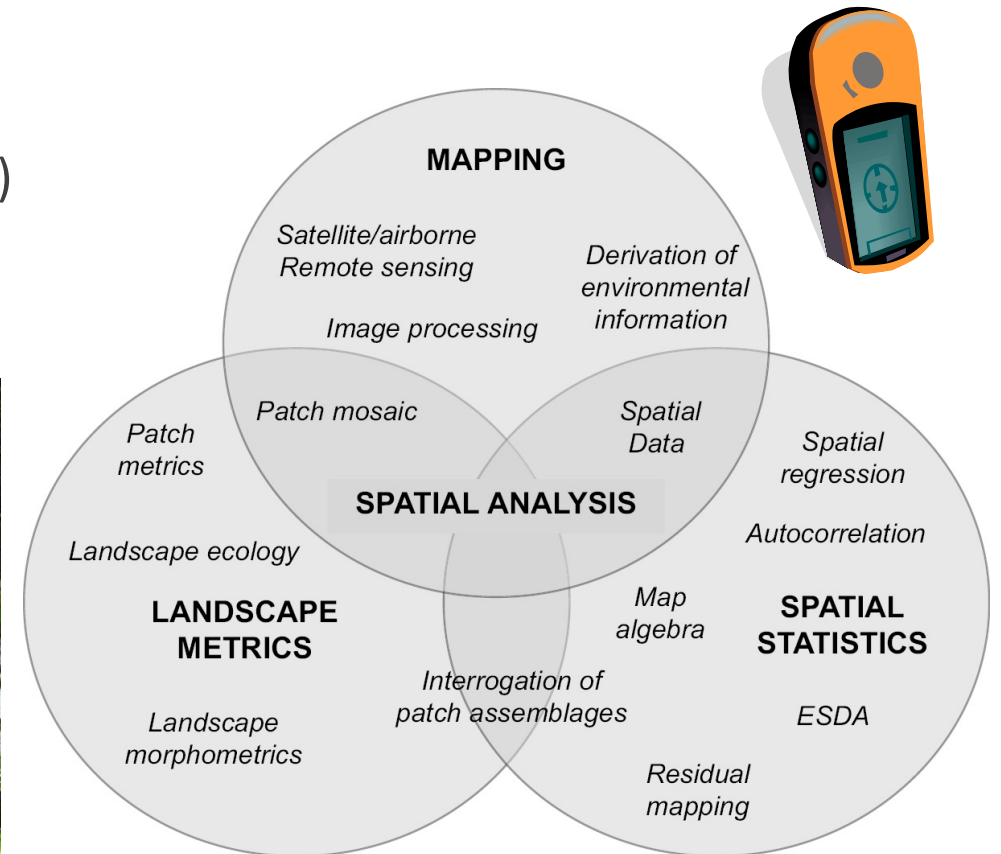 )
MAPPING
Satellite/airborne
Remote sensing
Derivation of
environmental
information
Image processing
Patch mosaic
Spatial
Data
Patch
metrics
Spatial
regression
SPATIAL ANALYSIS
Autocorrelation
Landscape ecology
LANDSCAPE
METRICS
Map
algebra
SPATIAL
STATISTICS
Interrogation of
patch assemblages
Landscape
morphometrics
ESDA
Residual
mapping